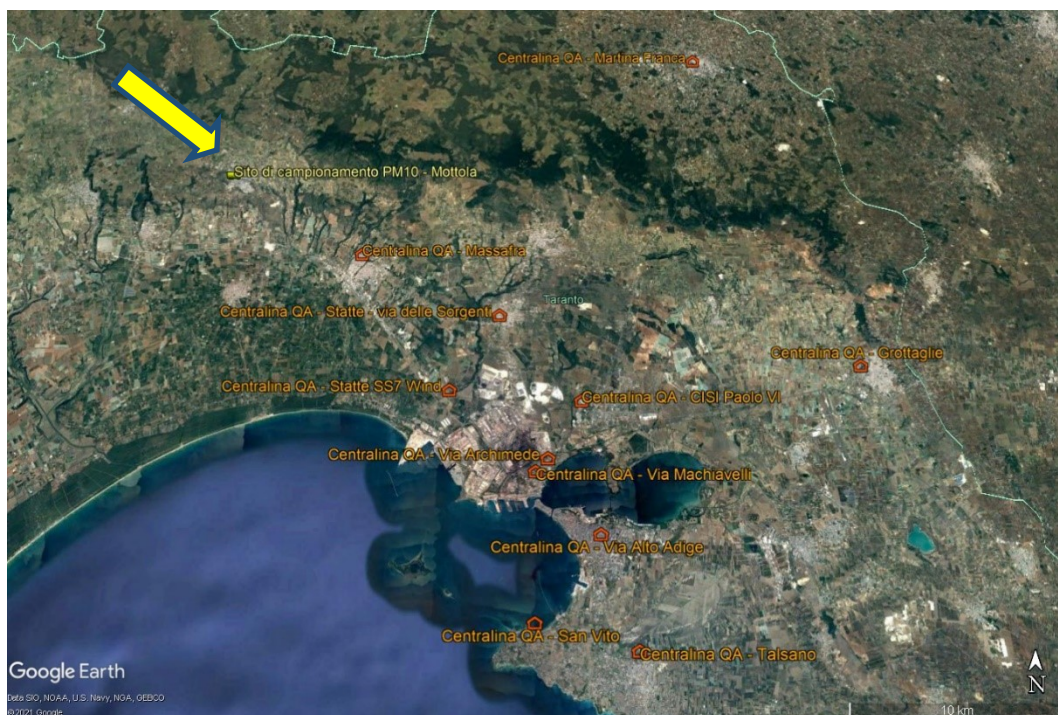 Centralina QA - Martina Franca
Sito di campionamento PM10 - Mottola
Centralina QA - Massafra
Taranto
Centralina QA - Statte - via delle Sorgenti
Centralina QA - Grottaglie
Centralina QA - Statte SS7 Wind
Centralina QA - CISI Paolo VI
Centralina QA - Via Archimede
Centralina QA - Via Machiavelli
Centralina QA - Via Alto Adige
Centralina QA - San Vito
Centralina QA - Talsano
Google Earth
Data SIO, NOAA, U.S. Navy, NGA, GEBCO
©2021 Google
N
10 km